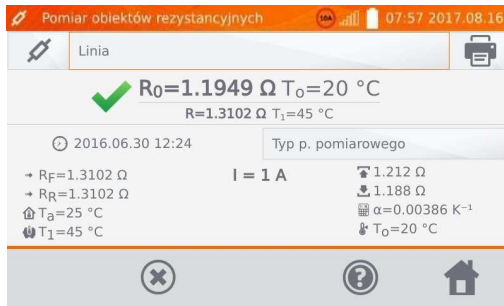 Pomiar obiektów rezystancyjnych 10A 07:57 2017.08.16
Linia
R₀=1.1949 Ω T₀=20 °C
R=1.3102 Ω T₁=45 °C
2016.06.30 12:24
Typ p. pomiarowego
R_F=1.3102 Ω
R_R=1.3102 Ω
Tₐ=25 °C
T₁=45 °C
I = 1 A
1.212 Ω
1.188 Ω
α=0.00386 K⁻¹
T₀=20 °C